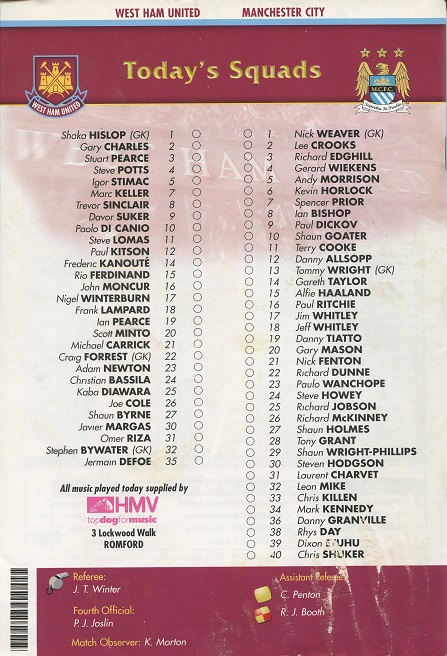 WEST HAM UNITED MANCHESTER CITY
Today's Squads
WEST HAM UNITED
M.C.F.C.
Shaka HISLOP (GK) 1
Gary CHARLES 2
Stuart PEARCE 3
Steve POTTS 4
Igor STIMAC 5
Marc KELLER 7
Trevor SINCLAIR 8
Davor SUKER 9
Paolo DI CANIO 10
Steve LOMAS 11
Paul KITSON 12
Frederic KANOUTÉ 14
Rio FERDINAND 15
John MONCUR 16
Nigel WINTERBURN 17
Frank LAMPARD 18
Ian PEARCE 19
Scott MINTO 20
Michael CARRICK 21
Craig FORREST (GK) 22
Adam NEWTON 23
Christian BASSILA 24
Kaba DIAWARA 25
Joe COLE 26
Shaun BYRNE 27
Javier MARGAS 30
Omer RIZA 31
Stephen BYWATER (GK) 32
Jermain DEFOE 35
All music played today supplied by
HMV
topdogformusic
3 Lockwood Walk
ROMFORD
1 Nick WEAVER (GK)
2 Lee CROOKS
3 Richard EDGHILL
4 Gerard WIEKENS
5 Andy MORRISON
6 Kevin HORLOCK
7 Spencer PRIOR
8 Ian BISHOP
9 Paul DICKOV
10 Shaun GOATER
11 Terry COOKE
12 Danny ALLSOPP
13 Tommy WRIGHT (GK)
14 Gareth TAYLOR
15 Alfie HAALAND
16 Paul RITCHIE
17 Jim WHITLEY
18 Jeff WHITLEY
19 Danny TIATTO
20 Gary MASON
21 Nick FENTON
22 Richard DUNNE
23 Paulo WANCHOPE
24 Steve HOWEY
25 Richard JOBSON
26 Richard McKINNEY
27 Shaun HOLMES
28 Tony GRANT
29 Shaun WRIGHT-PHILLIPS
30 Steven HODGSON
31 Laurent CHARVET
32 Leon MIKE
33 Chris KILLEN
34 Mark KENNEDY
36 Danny GRANVILLE
38 Rhys DAY
39 Dixon
40 Chris SHUKER
Referee:
J. T. Winter
Fourth Official:
P. J. Joslin
Match Observer: K. Morton
Assistant Referees:
C. Penton
R. J. Booth